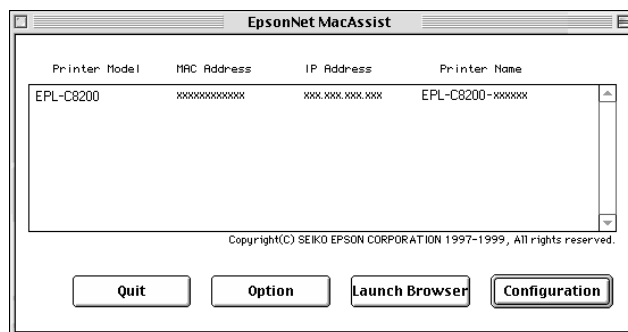 EpsonNet MacAssist
Printer Model MAC Address IP Address Printer Name
EPL-C8200 xxxxxxxxxxxx xxx.xxx.xxx.xxx EPL-C8200-xxxxxx
Copyright(C) SEIKO EPSON CORPORATION 1997-1999, All rights reserved.
Quit Option Launch Browser Configuration